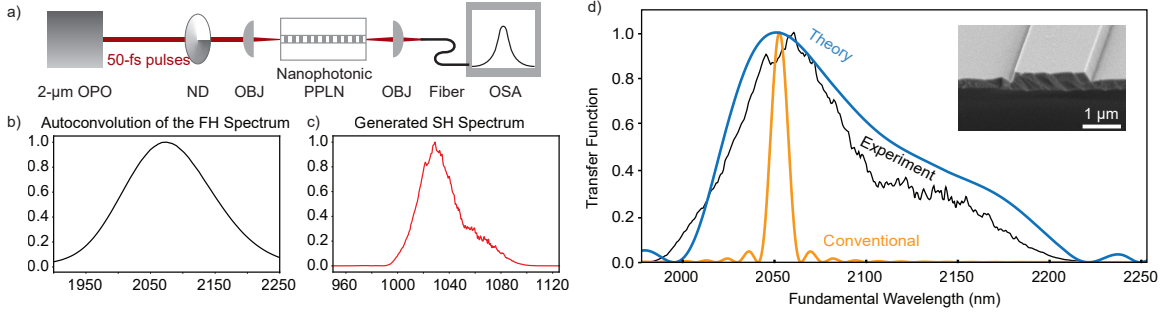 a)
50-fs pulses
Nanophotonic
2-μm OPO ND OBJ PPLN OBJ Fiber OSA
b) Autoconvolution of the FH Spectrum
1.0
0.8
0.6
0.4
0.2
0.0
1950 2050 2150 2250
c) Generated SH Spectrum
1.0
0.8
0.6
0.4
0.2
0.0
960 1000 1040 1080 1120
d)
Transfer Function
1.0
0.8
0.6
0.4
0.2
0.0
Theory
Experiment
Conventional
1 μm
2000 2050 2100 2150 2200 2250
Fundamental Wavelength (nm)